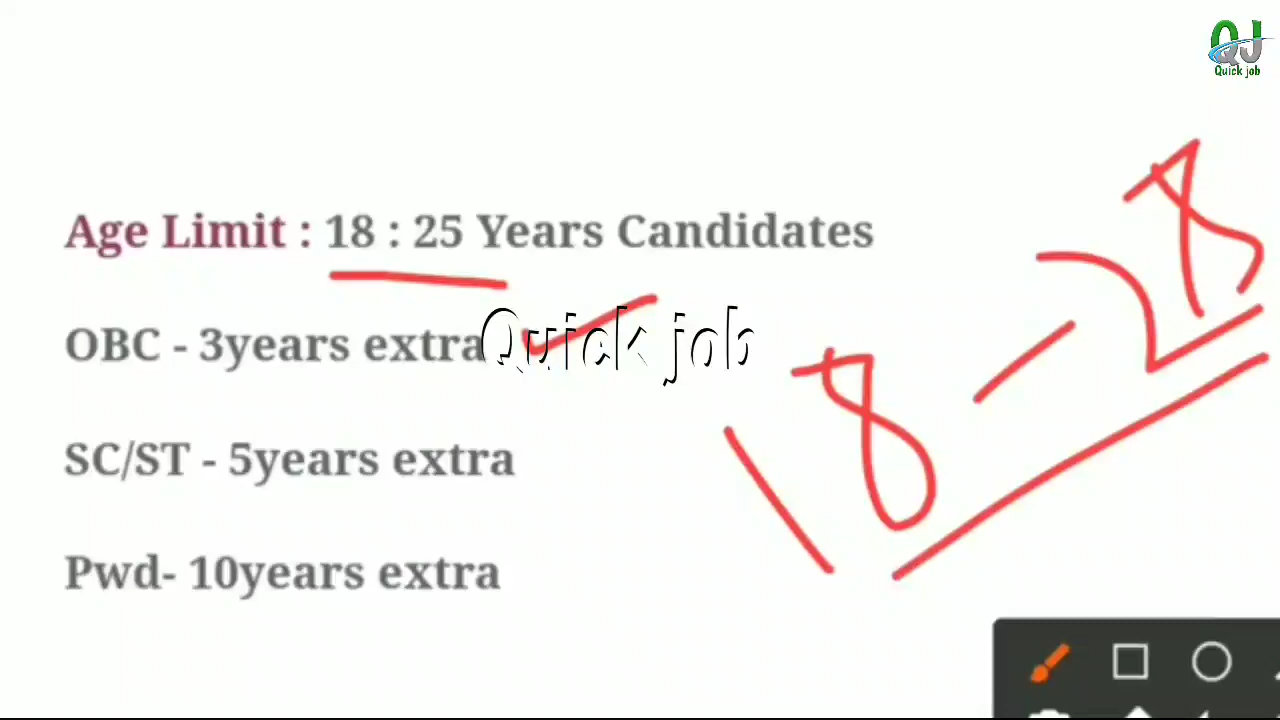 QJ
Quick job
Age Limit : 18 : 25 Years Candidates
OBC - 3years extra
Quick job
18 - 28
SC/ST - 5years extra
Pwd- 10years extra